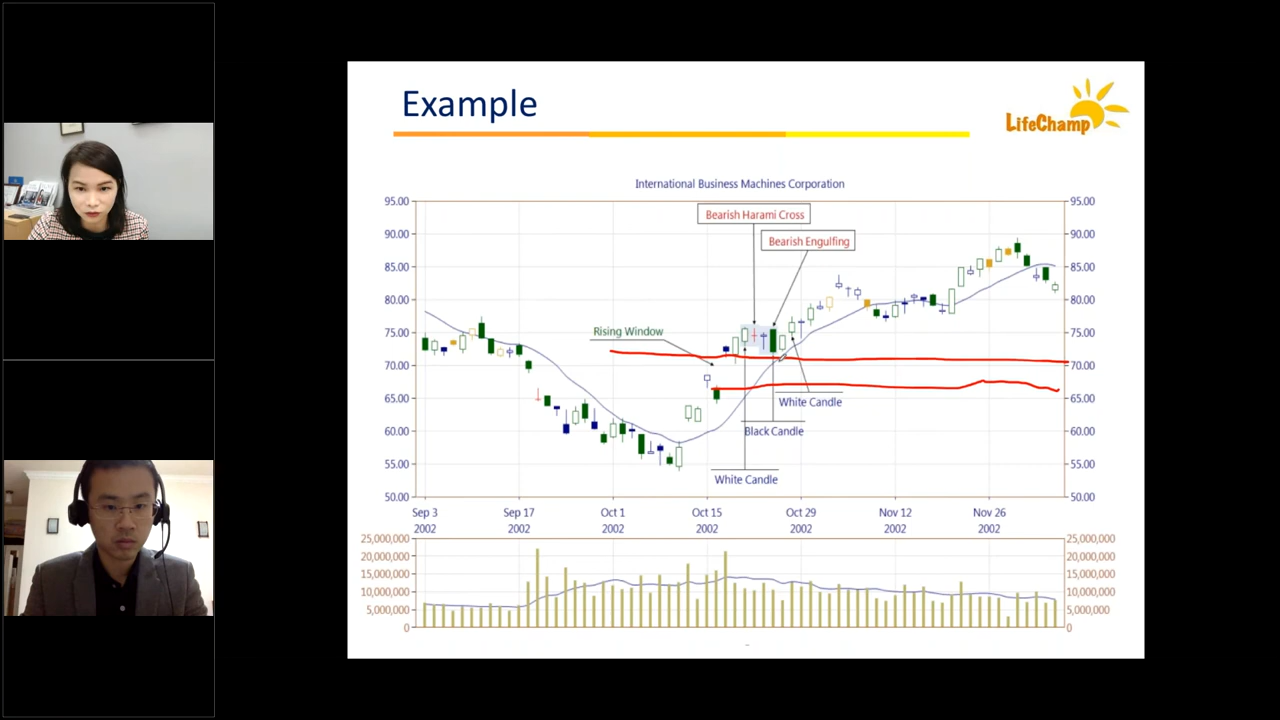 Example
LifeChamp
International Business Machines Corporation
95.00 95.00
90.00 90.00
85.00 85.00
80.00 80.00
75.00 75.00
70.00 70.00
65.00 65.00
60.00 60.00
55.00 55.00
50.00 50.00
Bearish Harami Cross
Bearish Engulfing
Rising Window
White Candle
Black Candle
White Candle
Sep 3 Sep 17 Oct 1 Oct 15 Oct 29 Nov 12 Nov 26
2002 2002 2002 2002 2002 2002 2002
25,000,000 25,000,000
20,000,000 20,000,000
15,000,000 15,000,000
10,000,000 10,000,000
5,000,000 5,000,000
0 0